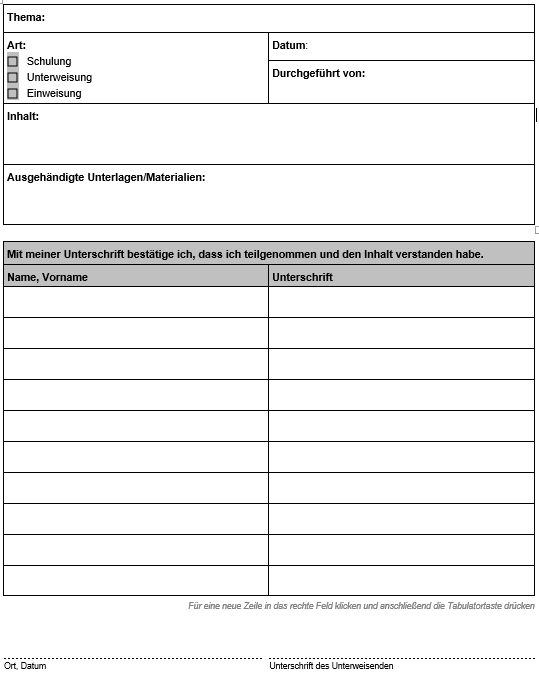 Thema:
Art:
Datum:
Schulung
Unterweisung
Durchgeführt von:
Einweisung
Inhalt:
Ausgehändigte Unterlagen/Materialien:
Mit meiner Unterschrift bestätige ich, dass ich teilgenommen und den Inhalt verstanden habe.
Name, Vorname
Unterschrift
Für eine neue Zeile in das rechte Feld klicken und anschließend die Tabulatortaste drücken
Ort, Datum
Unterschrift des Unterweisenden